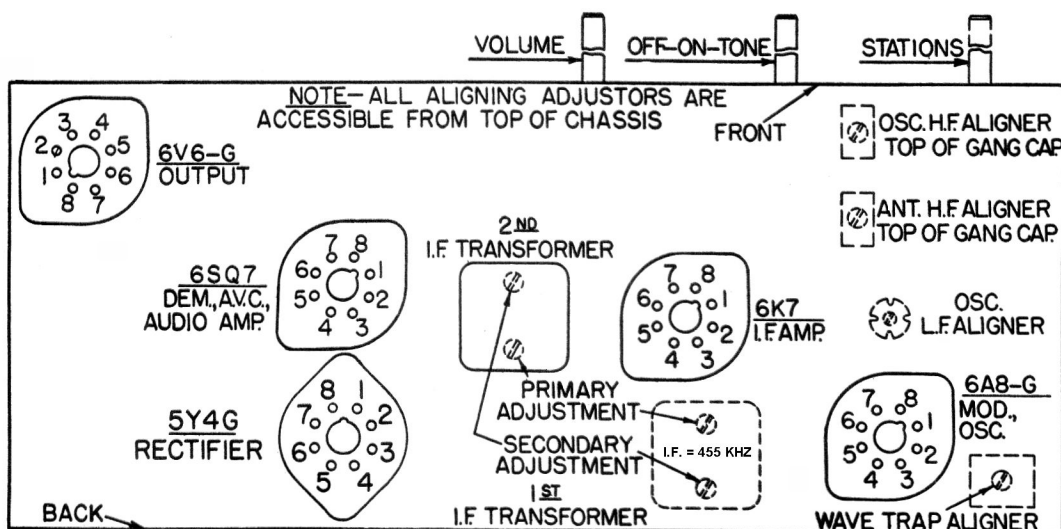 VOLUME
OFF-ON-TONE
STATIONS
NOTE-ALL ALIGNING ADJUSTORS ARE
ACCESSIBLE FROM TOP OF CHASSIS
FRONT
OSC. H.F. ALIGNER
TOP OF GANG CAP.
3 4
2 5
1 6
8 7
6V6-G
OUTPUT
ANT. H.F. ALIGNER
TOP OF GANG CAP.
2ND
I.F. TRANSFORMER
7 8
6 1
5 2
4 3
6SQ7
DEM., A.V.C.,
AUDIO AMP.
7 8
6 1
5 2
4 3
6K7
I.F. AMP.
OSC.
L.F. ALIGNER
PRIMARY
ADJUSTMENT
SECONDARY
ADJUSTMENT
I.F. = 455 KHZ
1ST
I.F. TRANSFORMER
5Y4G
RECTIFIER
8 1
7 2
6 3
5 4
7 8
6 1
5 2
4 3
6A8-G
MOD.,
OSC.
BACK
WAVE TRAP ALIGNER